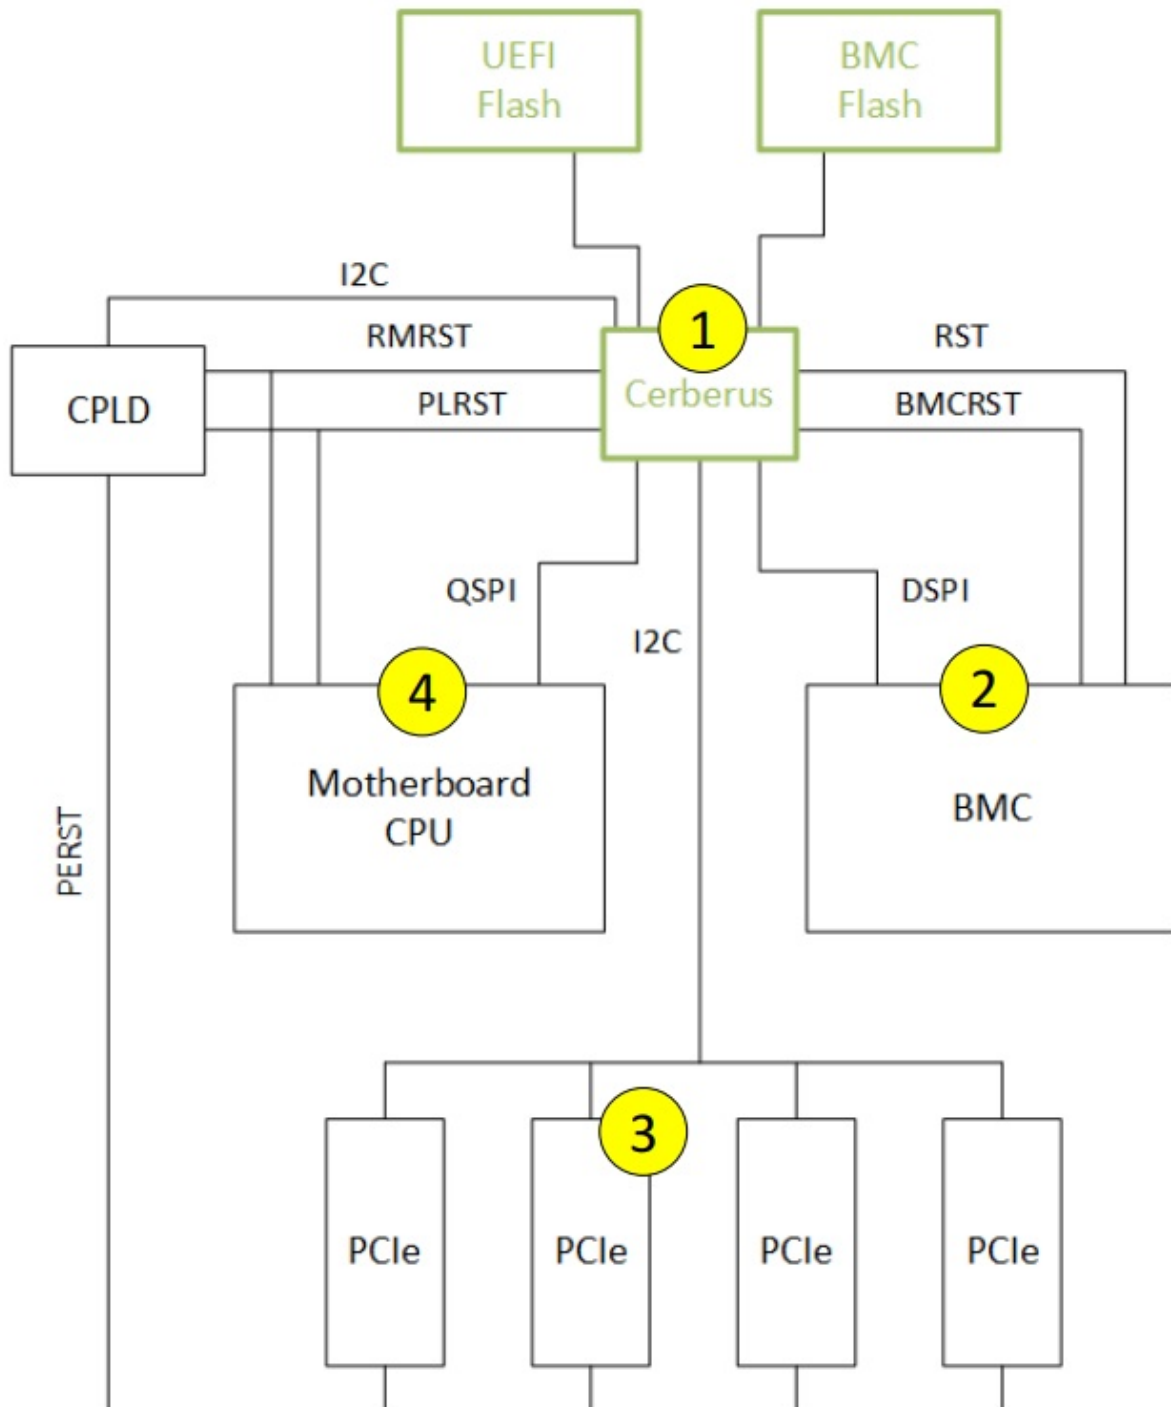 UEFI
Flash
BMC
Flash
I2C
1
RMRST
RST
CPLD
PLRST
Cerberus
BMCRST
QSPI
I2C
DSPI
4
2
Motherboard
CPU
BMC
PERST
3
PCIe
PCIe
PCIe
PCIe